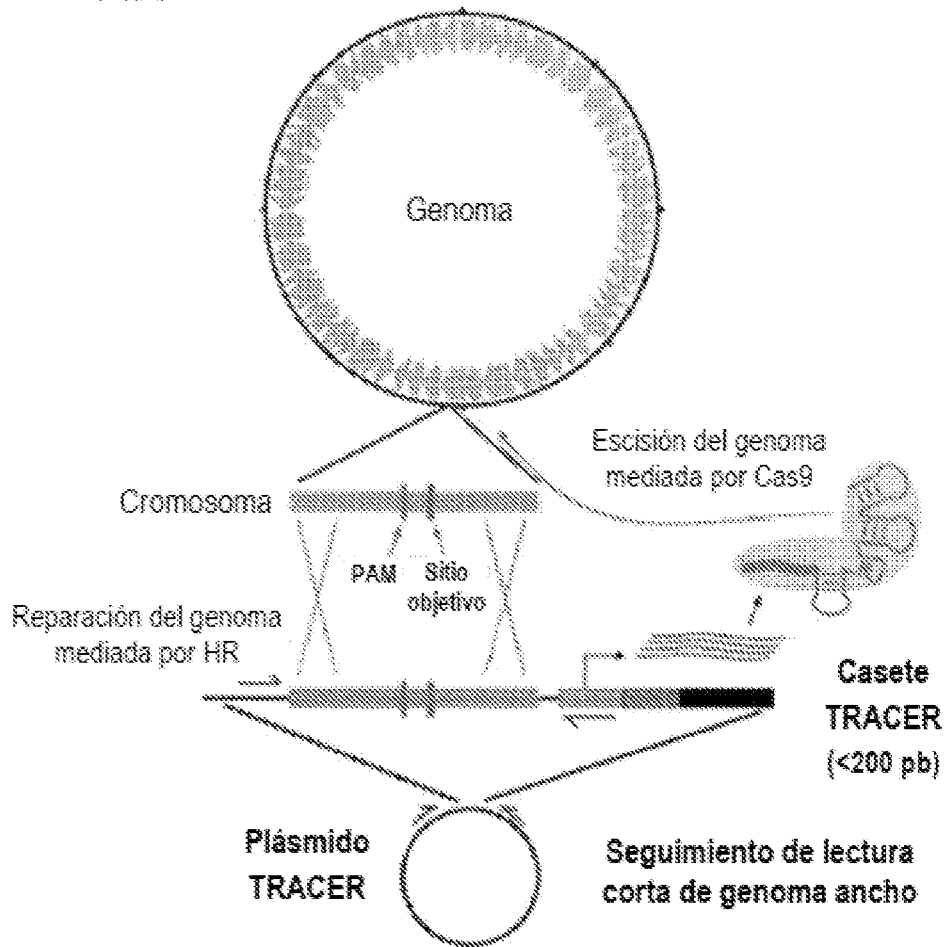 Genoma
Escisión del genoma
mediada por Cas9
Cromosoma
PAM
Sitio
objetivo
Reparación del genoma
mediada por HR
Casete
TRACER
(<200 pb)
Plásmido
TRACER
Seguimiento de lectura
corta de genoma ancho